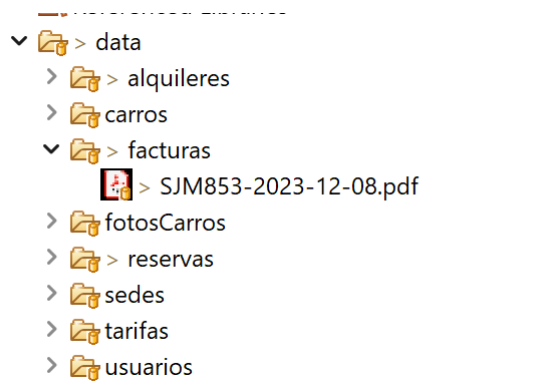 > data
> alquileres
carros
> facturas
> SJM853-2023-12-08.pdf
fotosCarros
> reservas
sedes
tarifas
usuarios